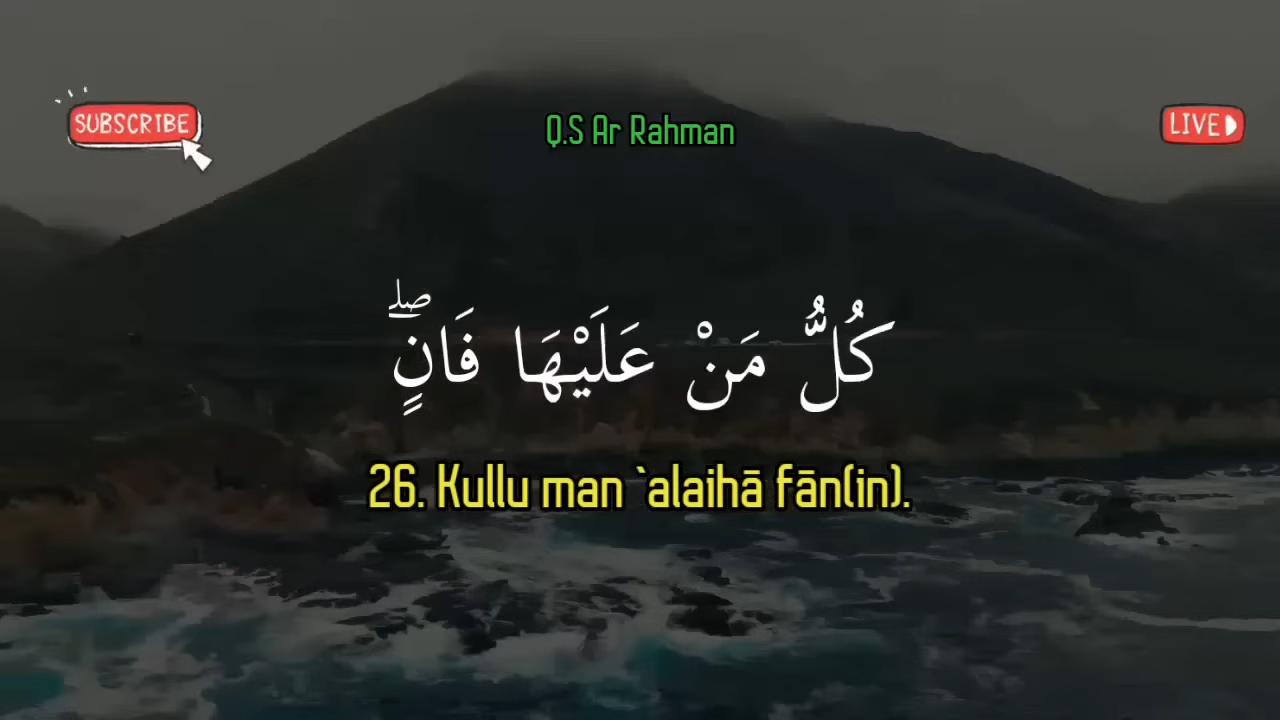 SUBSCRIBE
Q.S Ar Rahman
LIVE
كُلُّ مَنْ عَلَيْهَا فَانٍۖ
26. Kullu man `alaihā fān(in).